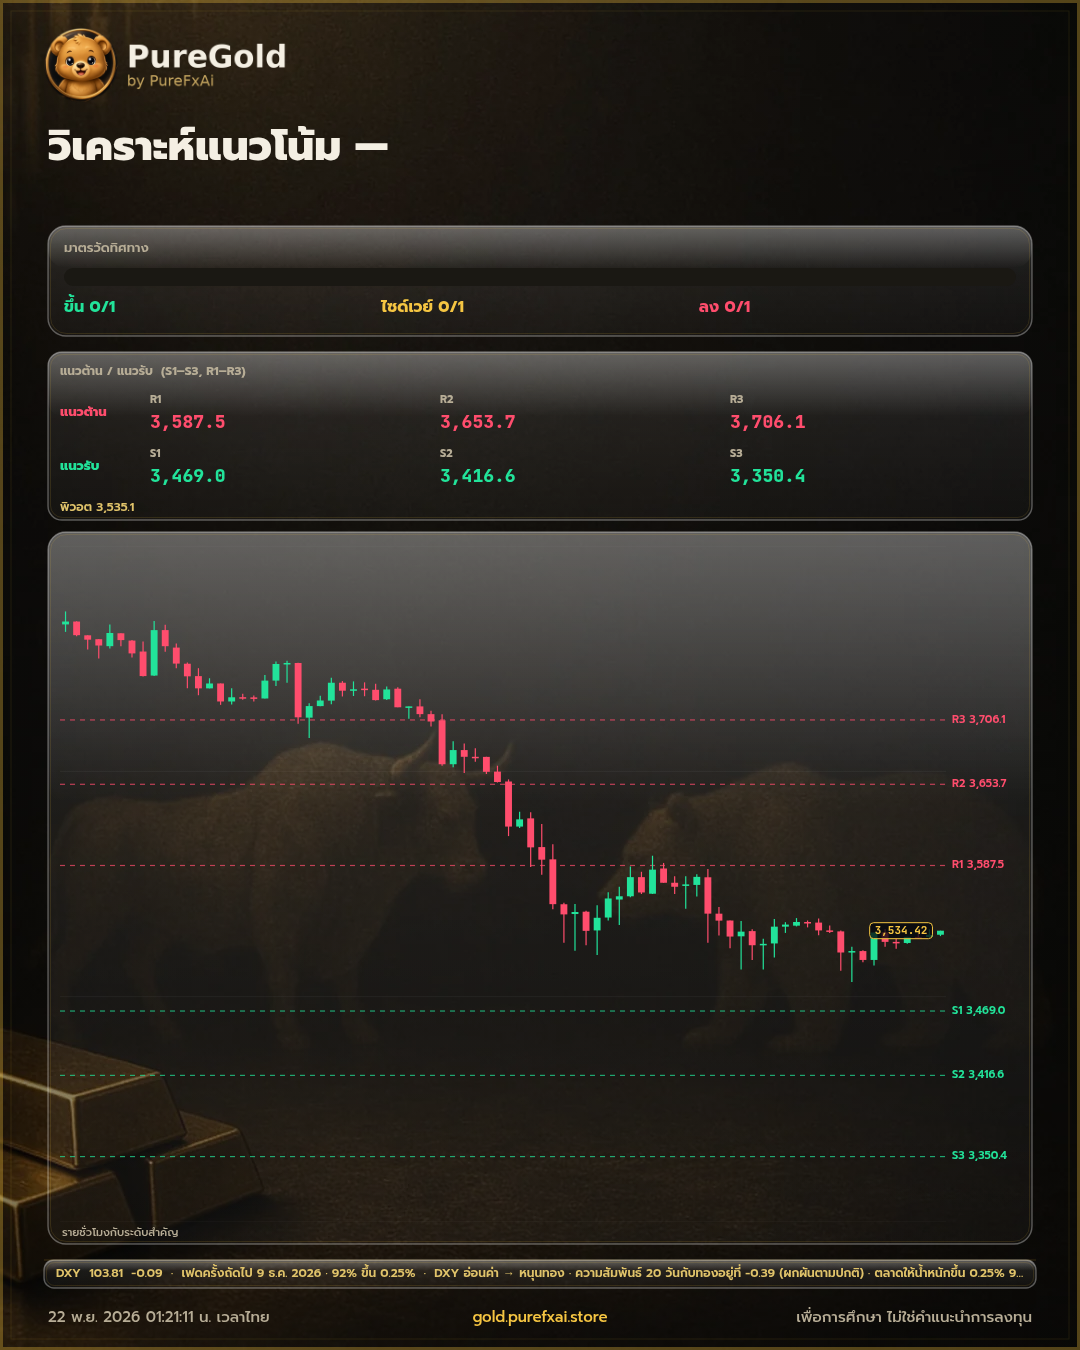 PureGold
by PureFxAi
วิเคราะห์แนวโน้ม —
มาตรวัดทิศทาง
ขึ้น 0/1 ไซด์เวย์ 0/1 ลง 0/1
แนวต้าน / แนวรับ (S1–S3, R1–R3)
R1 R2 R3
แนวต้าน 3,587.5 3,653.7 3,706.1
S1 S2 S3
แนวรับ 3,469.0 3,416.6 3,350.4
พิวอต 3,535.1
R3 3,706.1
R2 3,653.7
R1 3,587.5
3,534.42
S1 3,469.0
S2 3,416.6
S3 3,350.4
รายชั่วโมงกับระดับสำคัญ
DXY 103.81 -0.09 · เฟดครั้งถัดไป 9 ธ.ค. 2026 · 92% ขึ้น 0.25% · DXY อ่อนค่า → หนุนทอง · ความสัมพันธ์ 20 วันกับทองอยู่ที่ -0.39 (ผกผันตามปกติ) · ตลาดให้น้ำหนักขึ้น 0.25% 9…
22 พ.ย. 2026 01:21:11 น. เวลาไทย gold.purefxai.store เพื่อการศึกษา ไม่ใช่คำแนะนำการลงทุน